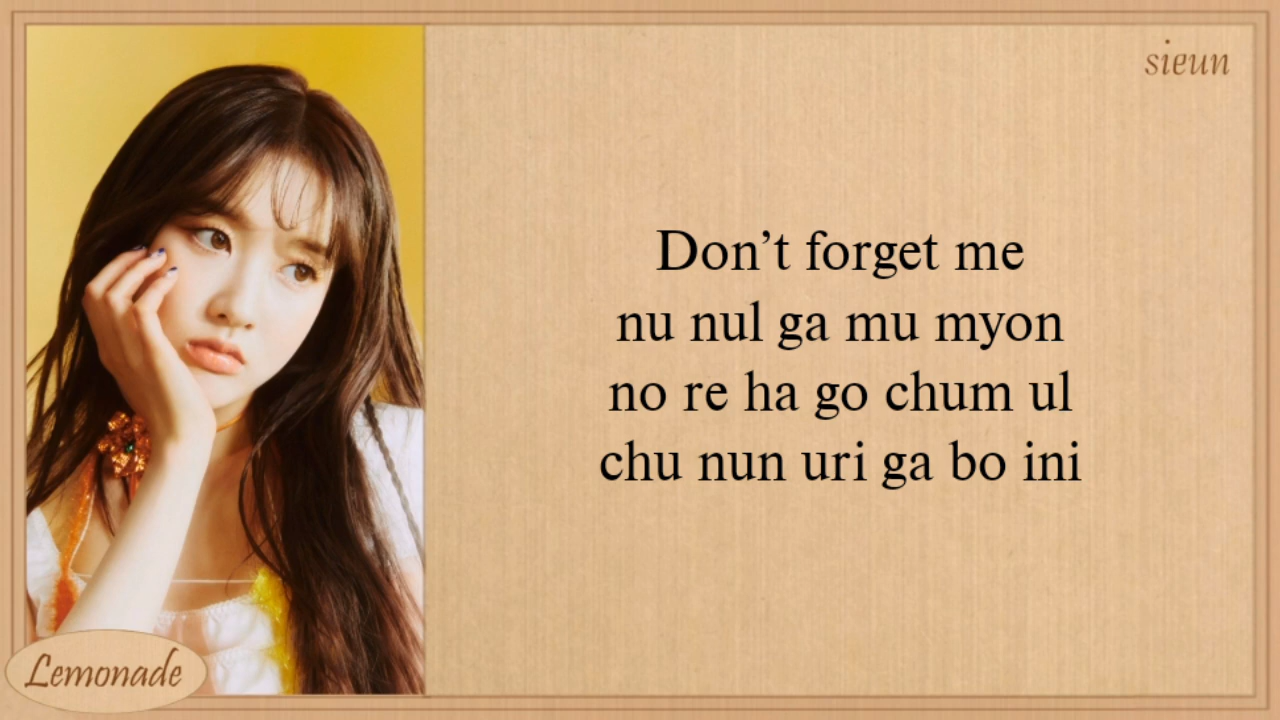 sieun
Don’t forget me
nu nul ga mu myon
no re ha go chum ul
chu nun uri ga bo ini
Lemonade